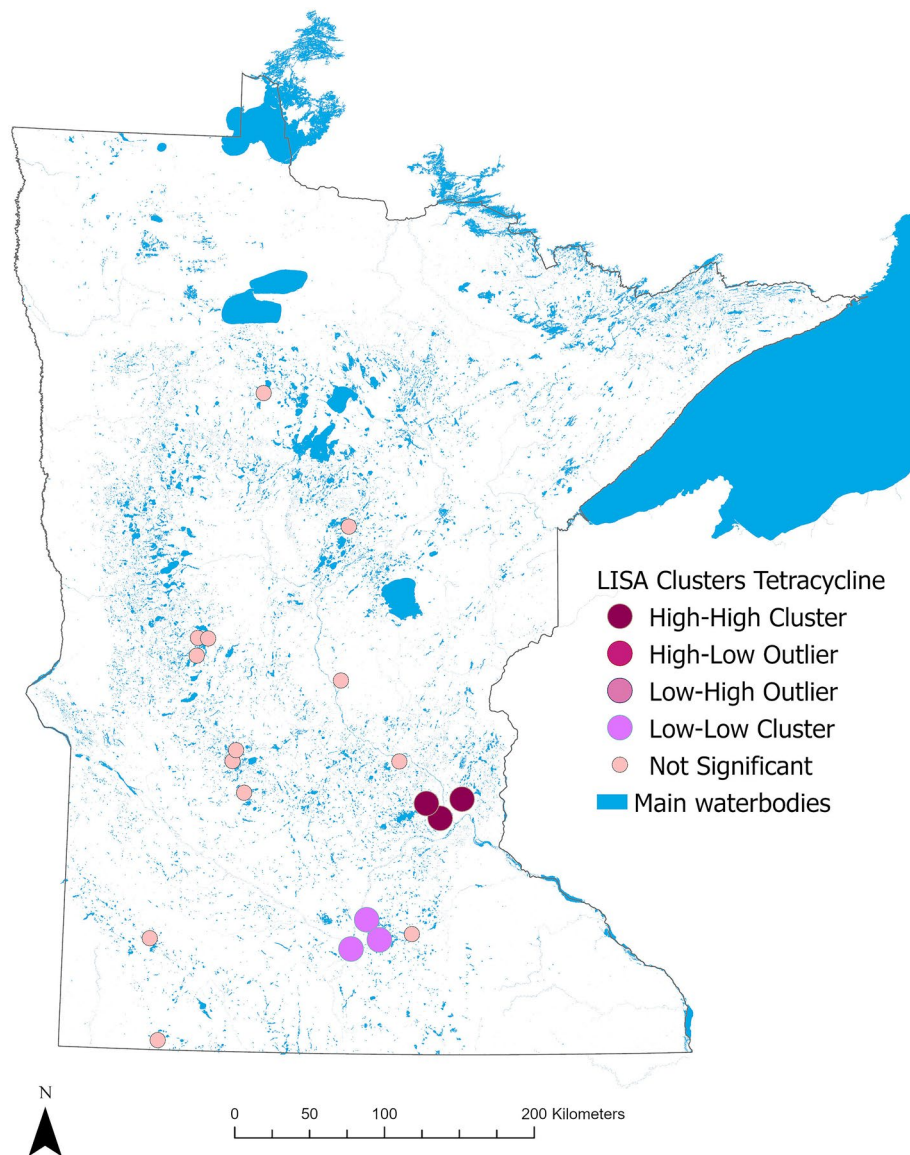 LISA Clusters Tetracycline
High-High Cluster
High-Low Outlier
Low-High Outlier
Low-Low Cluster
Not Significant
Main waterbodies
N
0 50 100 200 Kilometers